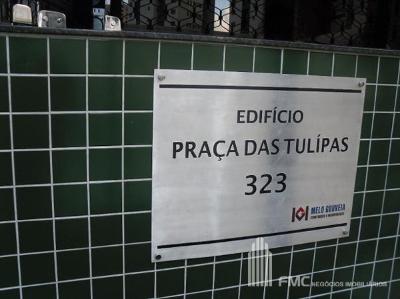 EDIFÍCIO
PRAÇA DAS TULÍPAS
323
MELO GOUVEIA
FMC NEGÓCIOS IMOBILIÁRIOS